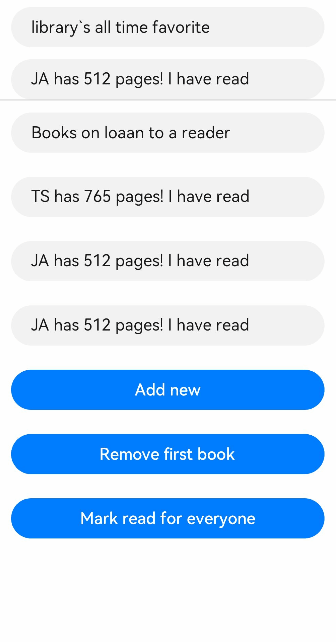 library`s all time favorite
JA has 512 pages! I have read
Books on loaan to a reader
TS has 765 pages! I have read
JA has 512 pages! I have read
JA has 512 pages! I have read
Add new
Remove first book
Mark read for everyone